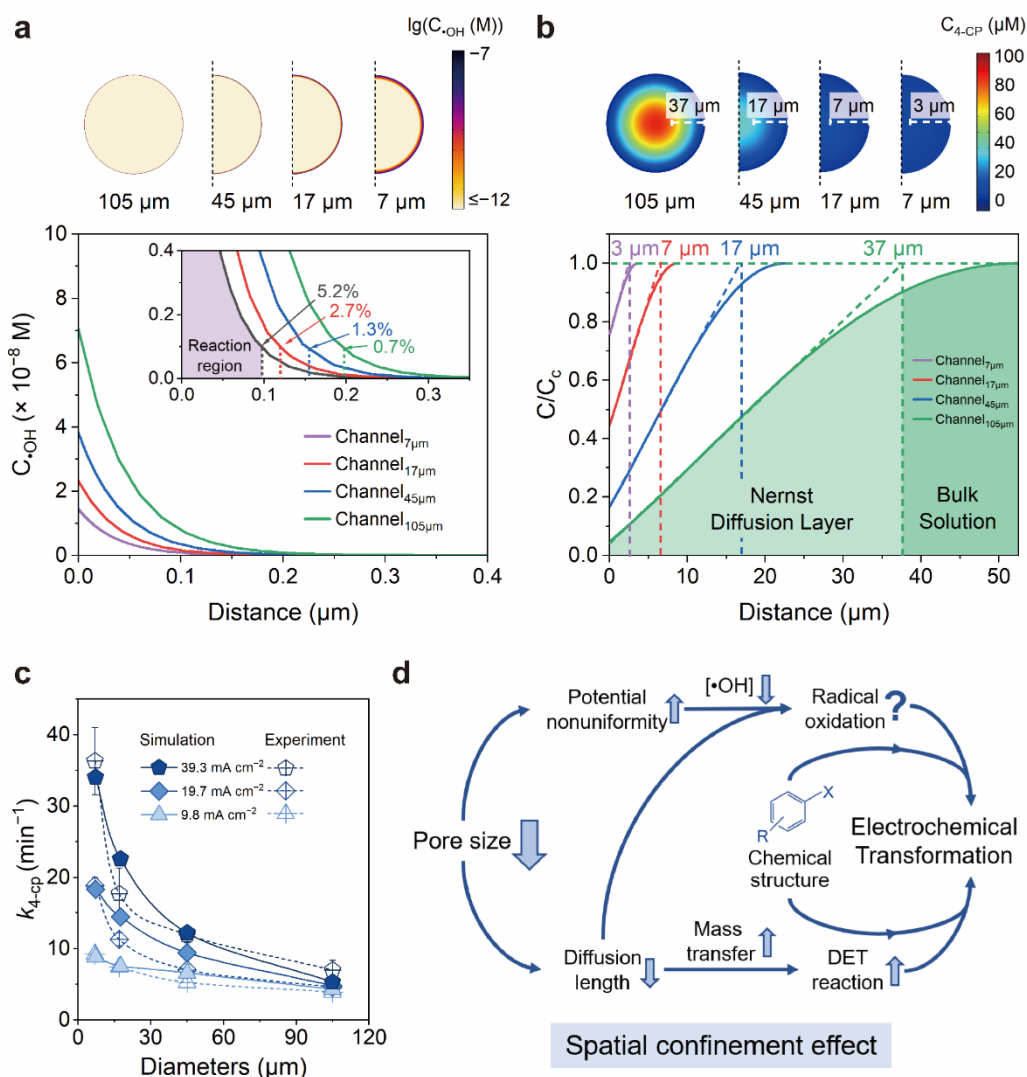 a
lg(C•OH (M))
−7
≤−12
105 µm
45 µm
17 µm
7 µm
C•OH (× 10⁻⁸ M)
10
8
6
4
2
0
0.4
0.2
0.0
0.0
0.1
0.2
0.3
Reaction
region
5.2%
2.7%
1.3%
0.7%
Channel7µm
Channel17µm
Channel45µm
Channel105µm
0.0
0.1
0.2
0.3
0.4
Distance (µm)
b
C4-CP (µM)
100
80
60
40
20
0
37 µm
17 µm
7 µm
3 µm
105 µm
45 µm
17 µm
7 µm
3 µm
7 µm
17 µm
37 µm
C/Cc
1.0
0.8
0.6
0.4
0.2
0.0
Channel7µm
Channel17µm
Channel45µm
Channel105µm
Nernst
Diffusion Layer
Bulk
Solution
0
10
20
30
40
50
Distance (µm)
c
k4-cp (min⁻¹)
40
30
20
10
0
Simulation
Experiment
39.3 mA cm⁻²
19.7 mA cm⁻²
9.8 mA cm⁻²
0
30
60
90
120
Diameters (µm)
d
Potential
nonuniformity
[•OH]
Radical
oxidation
?
Pore size
X
R
Chemical
structure
Electrochemical
Transformation
Diffusion
length
Mass
transfer
DET
reaction
Spatial confinement effect